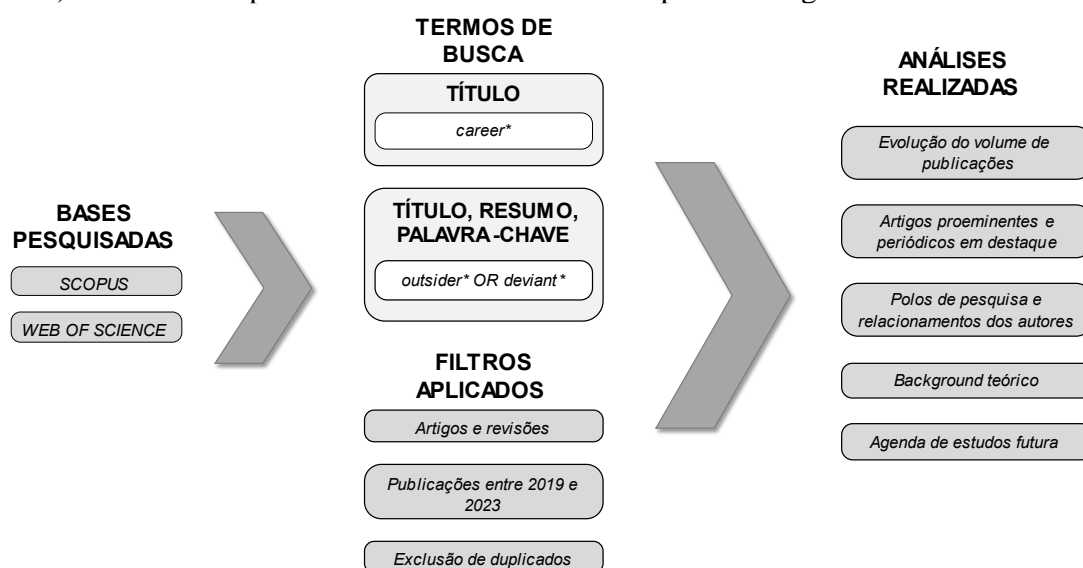 BASES
PESQUISADAS
SCOPUS
WEB OF SCIENCE
TERMOS DE
BUSCA
TÍTULO
career*
TÍTULO, RESUMO,
PALAVRA-CHAVE
outsider* OR deviant*
FILTROS
APLICADOS
Artigos e revisões
Publicações entre 2019 e
2023
Exclusão de duplicados
ANÁLISES
REALIZADAS
Evolução do volume de
publicações
Artigos proeminentes e
periódicos em destaque
Polos de pesquisa e
relacionamentos dos autores
Background teórico
Agenda de estudos futura